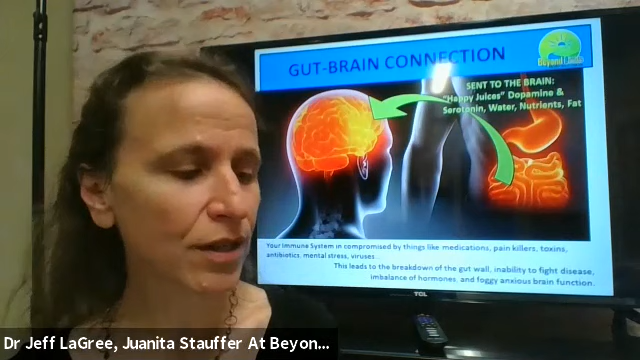 GUT-BRAIN CONNECTION
Beyond
SENT TO THE BRAIN:
"Happy Juices" Dopamine &
Serotonin, Water, Nutrients, Fat
Your Immune System in compromised by things like medications, pain killers, toxins,
antibiotics, mental stress, viruses...
This leads to the breakdown of the gut wall, inability to fight disease,
imbalance of hormones, and foggy anxious brain function.
TCL
Dr Jeff LaGree, Juanita Stauffer At Beyon...